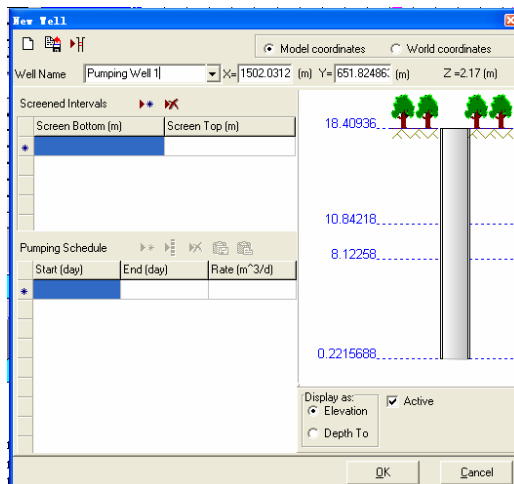 New Well
Model coordinates World coordinates
Well Name Pumping Well 1 X= 1502.0312 (m) Y= 651.82486: (m) Z =2.17 (m)
Screened Intervals
Screen Bottom (m) Screen Top (m)
18.40936
10.84218
8.12258
0.2215688
Pumping Schedule
Start (day) End (day) Rate (m^3/d)
Display as:
Elevation
Depth To
Active
OK Cancel